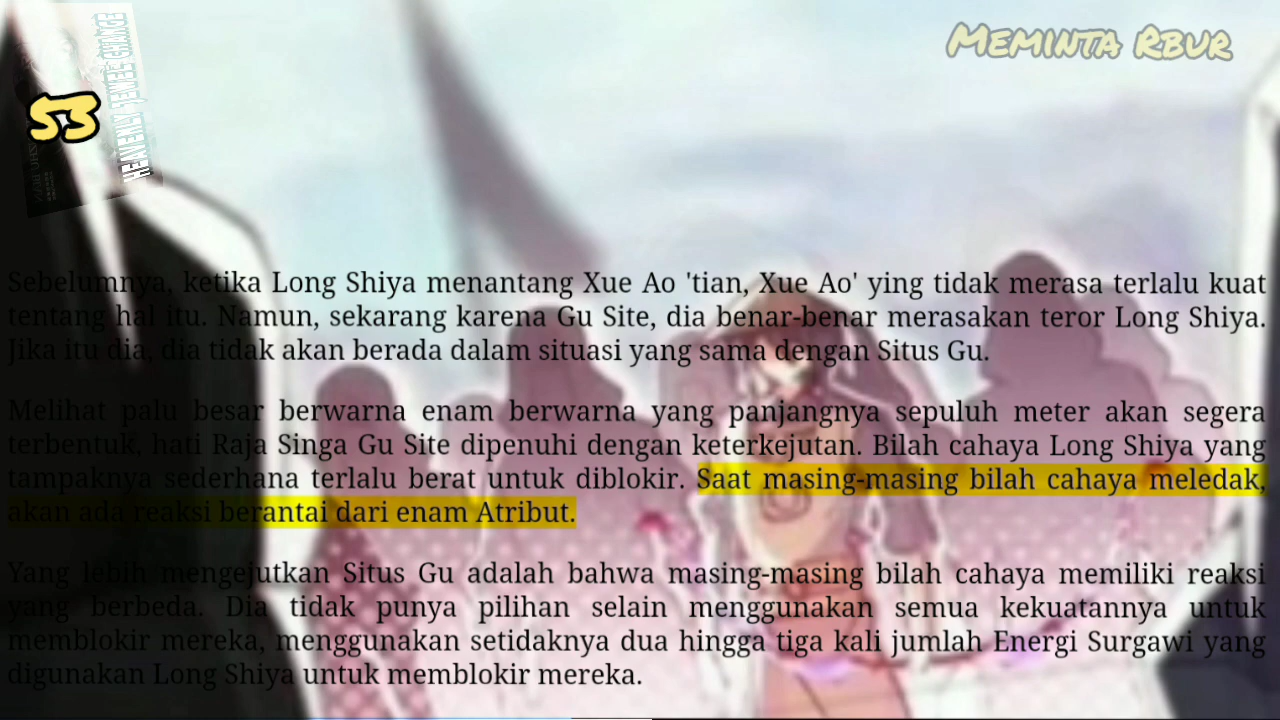 Meminta Rbur
53
HEAVENLY JEWEL CHANGE
Sebelumnya, ketika Long Shiya menantang Xue Ao 'tian, Xue Ao' ying tidak merasa terlalu kuat
tentang hal itu. Namun, sekarang karena Gu Site, dia benar-benar merasakan teror Long Shiya.
Jika itu dia, dia tidak akan berada dalam situasi yang sama dengan Situs Gu.
Melihat palu besar berwarna enam berwarna yang panjangnya sepuluh meter akan segera
terbentuk, hati Raja Singa Gu Site dipenuhi dengan keterkejutan. Bilah cahaya Long Shiya yang
tampaknya sederhana terlalu berat untuk diblokir. Saat masing-masing bilah cahaya meledak,
akan ada reaksi berantai dari enam Atribut.
Yang lebih mengejutkan Situs Gu adalah bahwa masing-masing bilah cahaya memiliki reaksi
yang berbeda. Dia tidak punya pilihan selain menggunakan semua kekuatannya untuk
memblokir mereka, menggunakan setidaknya dua hingga tiga kali jumlah Energi Surgawi yang
digunakan Long Shiya untuk memblokir mereka.